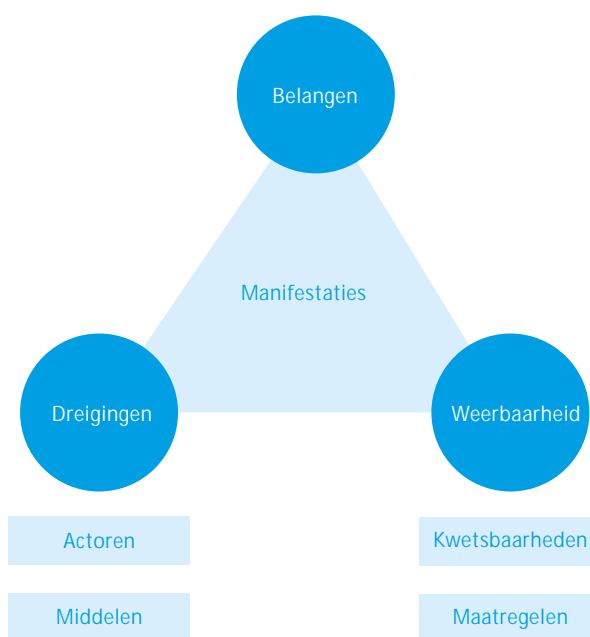 Belangen
Manifestaties
Dreigingen
Weerbaarheid
Actoren
Kwetsbaarheden
Middelen
Maatregelen